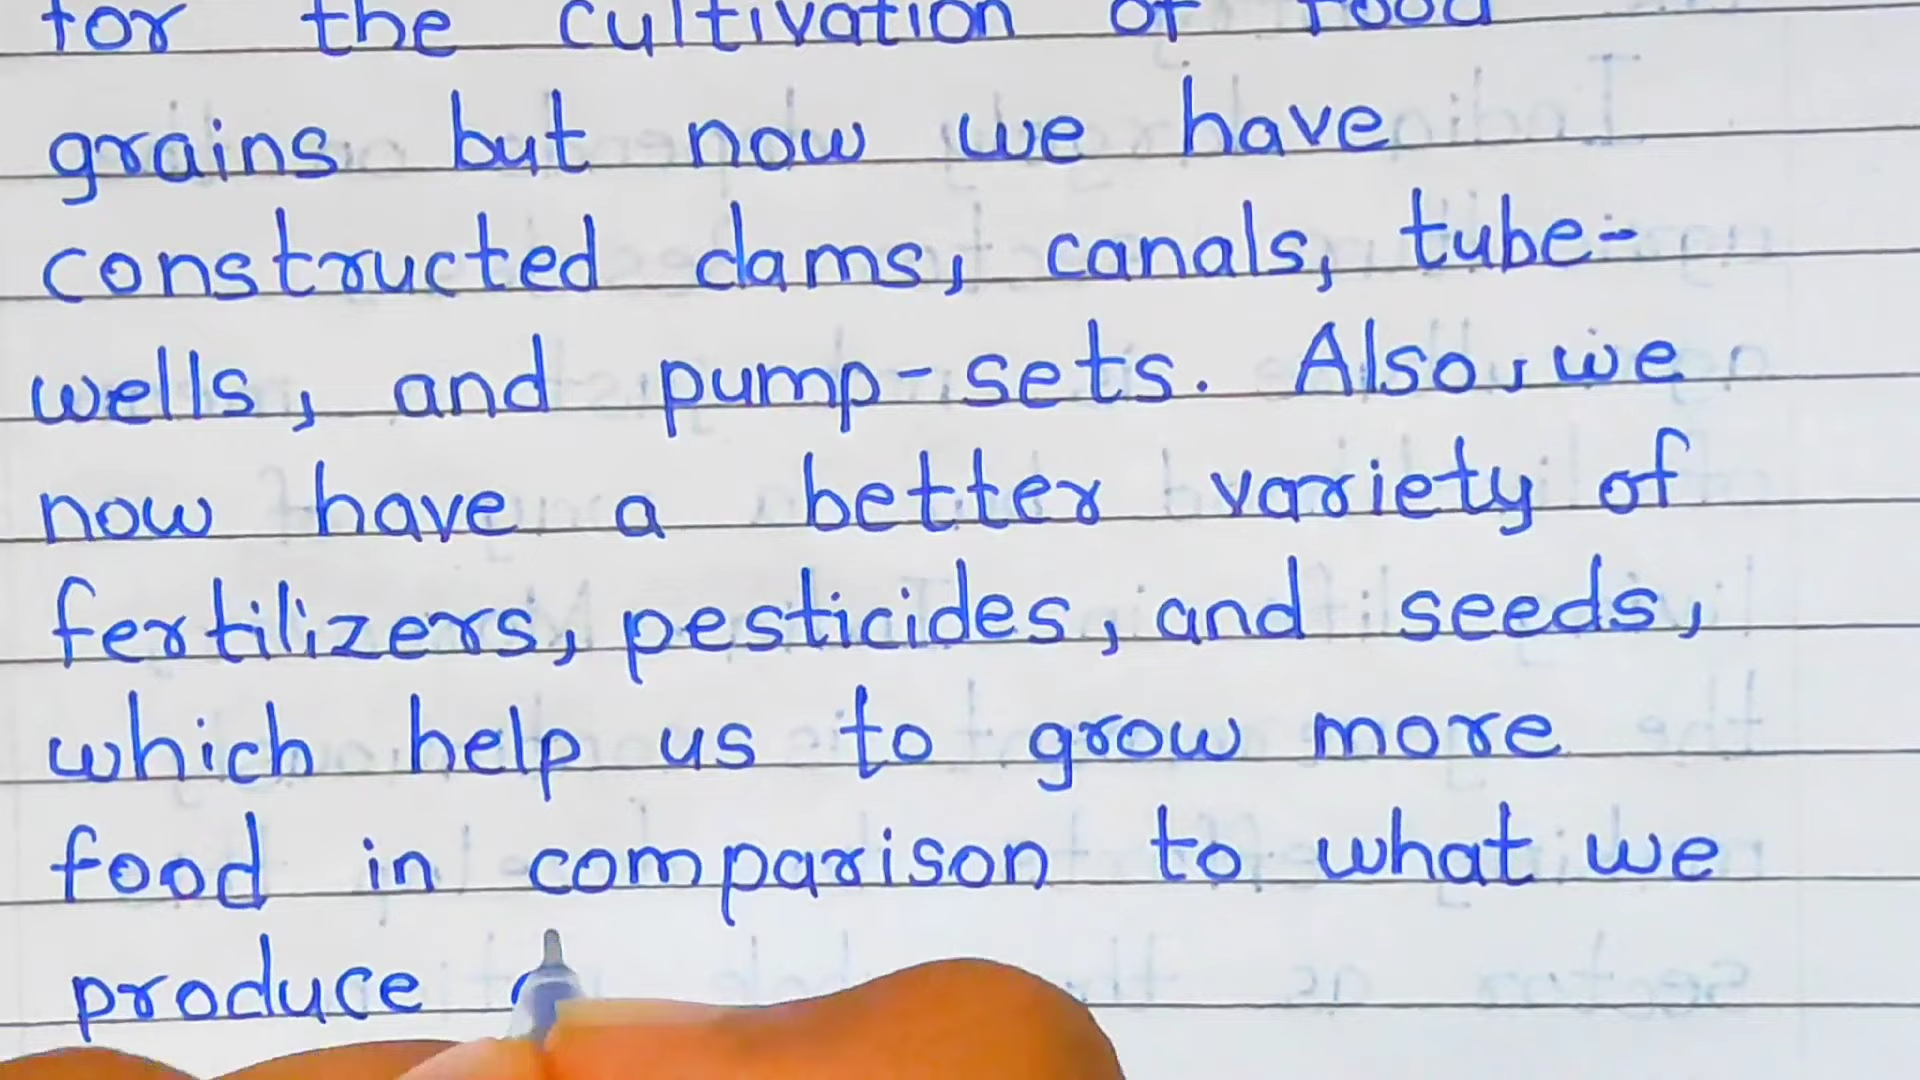 for the cultivation of food
grains but now we have
constructed dams, canals, tube-
wells, and pump-sets. Also, we
now have a better variety of
fertilizers, pesticides, and seeds,
which help us to grow more
food in comparison to what we
produce